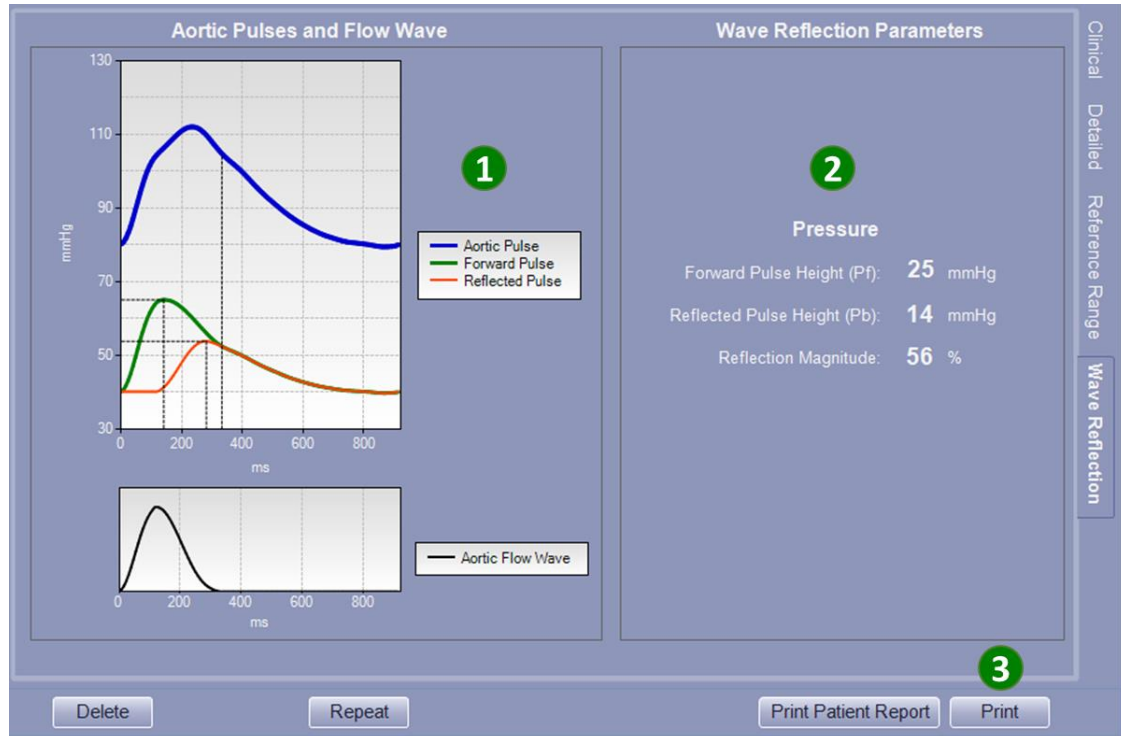 Aortic Pulses and Flow Wave
130
110
90
70
50
30
mmHg
0 200 400 600 800
ms
1
Aortic Pulse
Forward Pulse
Reflected Pulse
0 200 400 600 800
ms
Aortic Flow Wave
Wave Reflection Parameters
2
Pressure
Forward Pulse Height (Pf): 25 mmHg
Reflected Pulse Height (Pb): 14 mmHg
Reflection Magnitude: 56 %
Clinical
Detailed
Reference Range
Wave Reflection
3
Delete
Repeat
Print Patient Report
Print